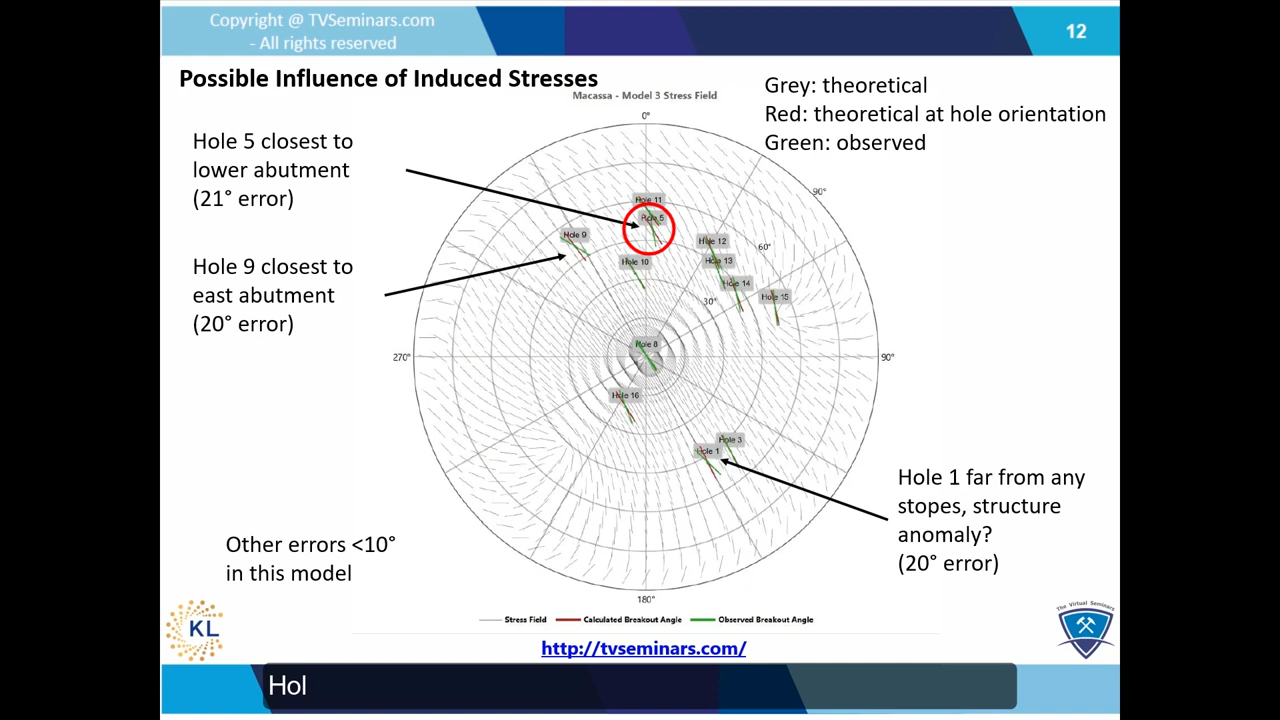 Copyright @ TVSeminars.com
- All rights reserved
12
Possible Influence of Induced Stresses
Grey: theoretical
Red: theoretical at hole orientation
Green: observed
Macassa - Model 3 Stress Field
Hole 5 closest to
lower abutment
(21° error)
Hole 9 closest to
east abutment
(20° error)
0°
90°
60°
30°
270°
90°
180°
Hole 11
Hole 5
Hole 9
Hole 12
Hole 10
Hole 13
Hole 14
Hole 15
Hole 8
Hole 16
Hole 3
Hole 1
Hole 1 far from any
stopes, structure
anomaly?
(20° error)
Other errors <10°
in this model
Stress Field
Calculated Breakout Angle
Observed Breakout Angle
KL
The Virtual Seminars
http://tvseminars.com/
Hol